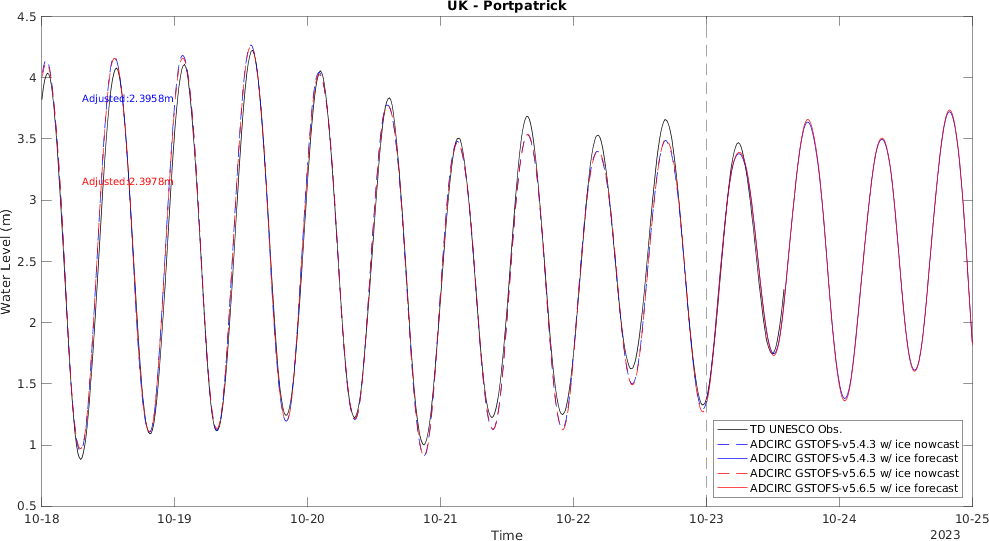 UK - Portpatrick
4.5
4
3.5
3
2.5
2
1.5
1
0.5
Water Level (m)
Adjusted:2.3958m
Adjusted:2.3978m
TD UNESCO Obs.
ADCIRC GSTOFS-v5.4.3 w/ ice nowcast
ADCIRC GSTOFS-v5.4.3 w/ ice forecast
ADCIRC GSTOFS-v5.6.5 w/ ice nowcast
ADCIRC GSTOFS-v5.6.5 w/ ice forecast
10-18 10-19 10-20 10-21 10-22 10-23 10-24 10-25
Time
2023